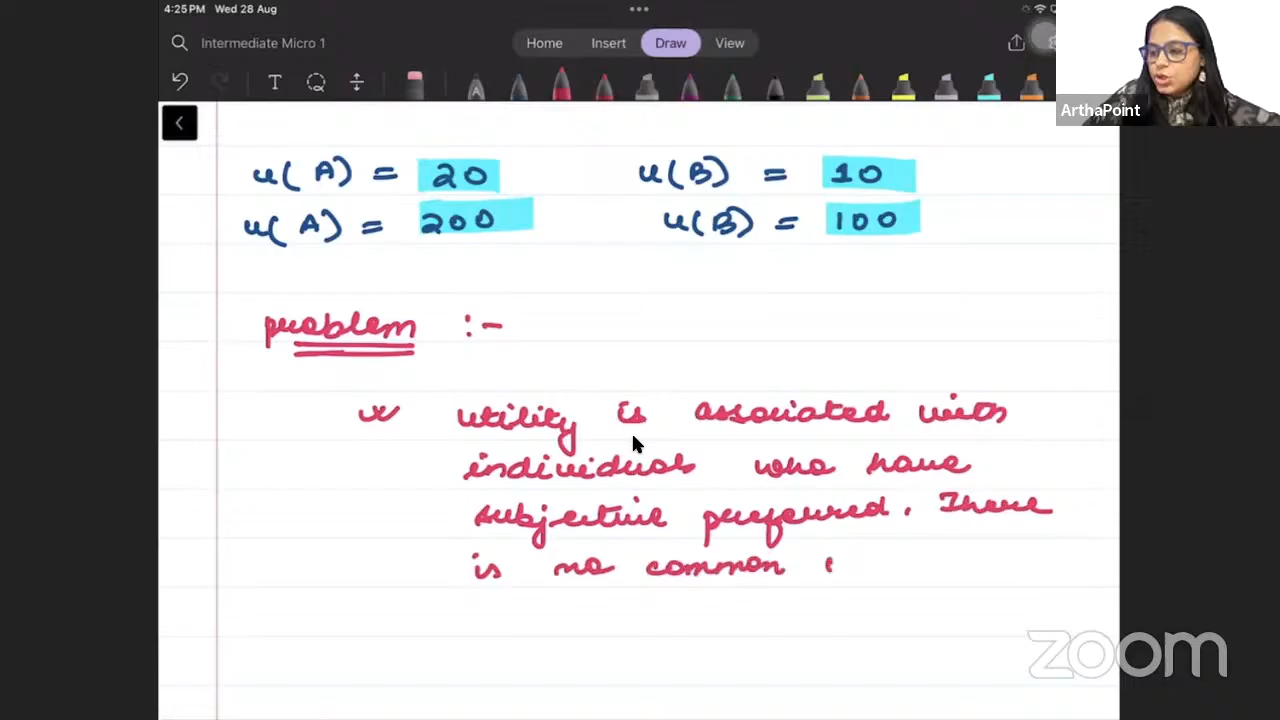 4:25 PM Wed 28 Aug
Intermediate Micro 1
Home Insert Draw View
ArthaPoint
u(A) = 20 u(B) = 10
u(A) = 200 u(B) = 100
problem :-
utility is associated with
individuals who have
subjective preferred. There
is no common
zoom